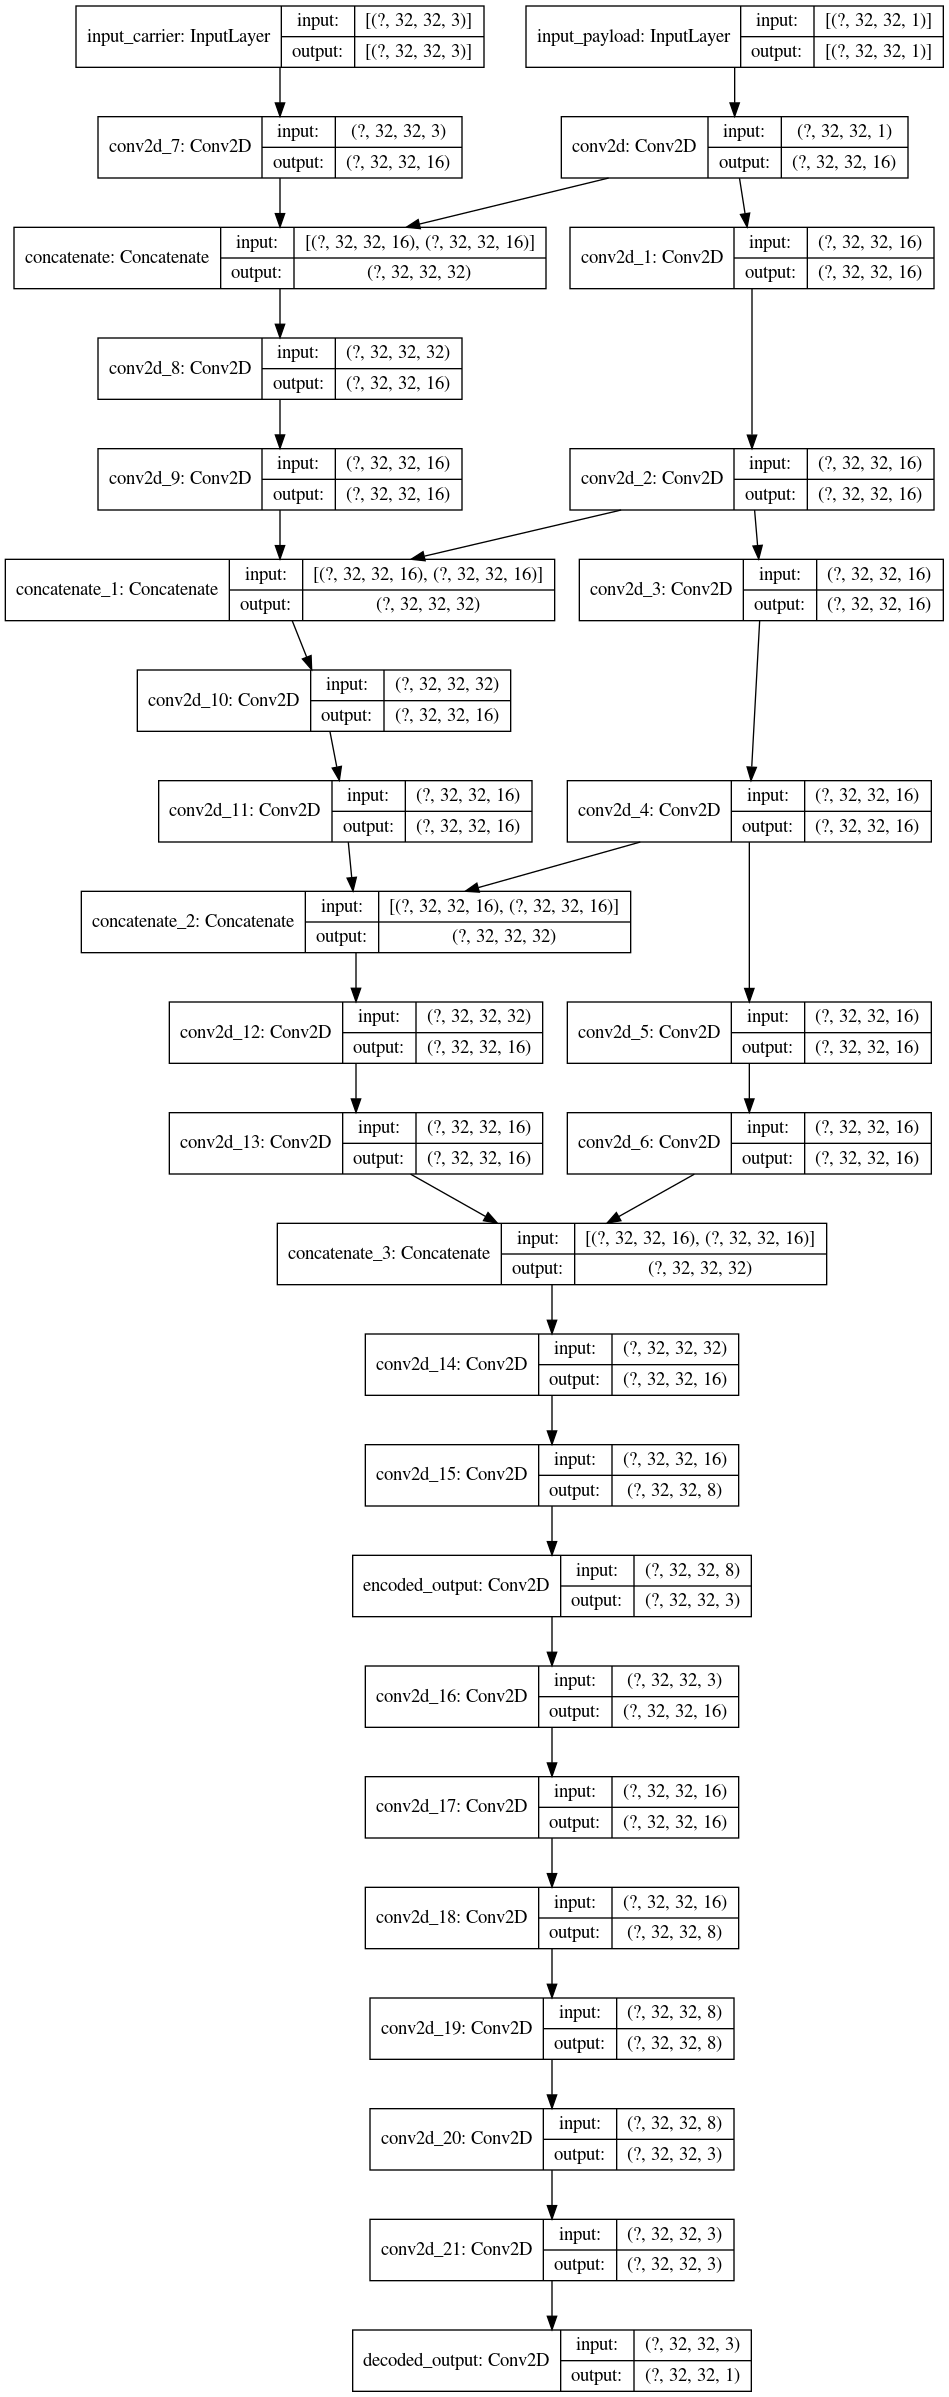 input_carrier: InputLayer
input: [(?, 32, 32, 3)]
output: [(?, 32, 32, 3)]
input_payload: InputLayer
input: [(?, 32, 32, 1)]
output: [(?, 32, 32, 1)]
conv2d_7: Conv2D
input: (?, 32, 32, 3)
output: (?, 32, 32, 16)
conv2d: Conv2D
input: (?, 32, 32, 1)
output: (?, 32, 32, 16)
concatenate: Concatenate
input: [(?, 32, 32, 16), (?, 32, 32, 16)]
output: (?, 32, 32, 32)
conv2d_1: Conv2D
input: (?, 32, 32, 16)
output: (?, 32, 32, 16)
conv2d_8: Conv2D
input: (?, 32, 32, 32)
output: (?, 32, 32, 16)
conv2d_9: Conv2D
input: (?, 32, 32, 16)
output: (?, 32, 32, 16)
conv2d_2: Conv2D
input: (?, 32, 32, 16)
output: (?, 32, 32, 16)
concatenate_1: Concatenate
input: [(?, 32, 32, 16), (?, 32, 32, 16)]
output: (?, 32, 32, 32)
conv2d_3: Conv2D
input: (?, 32, 32, 16)
output: (?, 32, 32, 16)
conv2d_10: Conv2D
input: (?, 32, 32, 32)
output: (?, 32, 32, 16)
conv2d_11: Conv2D
input: (?, 32, 32, 16)
output: (?, 32, 32, 16)
conv2d_4: Conv2D
input: (?, 32, 32, 16)
output: (?, 32, 32, 16)
concatenate_2: Concatenate
input: [(?, 32, 32, 16), (?, 32, 32, 16)]
output: (?, 32, 32, 32)
conv2d_12: Conv2D
input: (?, 32, 32, 32)
output: (?, 32, 32, 16)
conv2d_5: Conv2D
input: (?, 32, 32, 16)
output: (?, 32, 32, 16)
conv2d_13: Conv2D
input: (?, 32, 32, 16)
output: (?, 32, 32, 16)
conv2d_6: Conv2D
input: (?, 32, 32, 16)
output: (?, 32, 32, 16)
concatenate_3: Concatenate
input: [(?, 32, 32, 16), (?, 32, 32, 16)]
output: (?, 32, 32, 32)
conv2d_14: Conv2D
input: (?, 32, 32, 32)
output: (?, 32, 32, 16)
conv2d_15: Conv2D
input: (?, 32, 32, 16)
output: (?, 32, 32, 8)
encoded_output: Conv2D
input: (?, 32, 32, 8)
output: (?, 32, 32, 3)
conv2d_16: Conv2D
input: (?, 32, 32, 3)
output: (?, 32, 32, 16)
conv2d_17: Conv2D
input: (?, 32, 32, 16)
output: (?, 32, 32, 16)
conv2d_18: Conv2D
input: (?, 32, 32, 16)
output: (?, 32, 32, 8)
conv2d_19: Conv2D
input: (?, 32, 32, 8)
output: (?, 32, 32, 8)
conv2d_20: Conv2D
input: (?, 32, 32, 8)
output: (?, 32, 32, 3)
conv2d_21: Conv2D
input: (?, 32, 32, 3)
output: (?, 32, 32, 3)
decoded_output: Conv2D
input: (?, 32, 32, 3)
output: (?, 32, 32, 1)